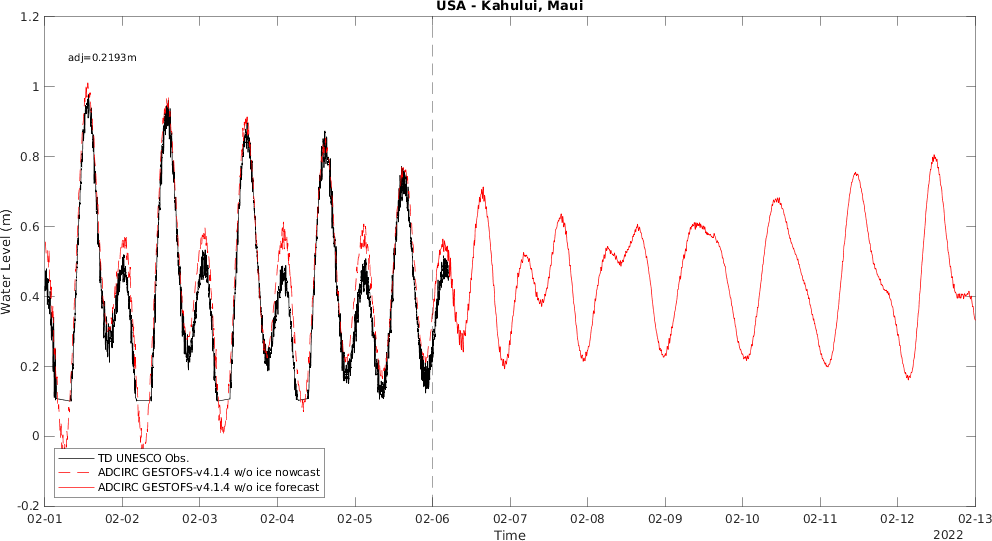 USA - Kahului, Maui
1.2
adj=0.2193m
1
0.8
0.6
0.4
0.2
0
-0.2
Water Level (m)
TD UNESCO Obs.
ADCIRC GESTOFS-v4.1.4 w/o ice nowcast
ADCIRC GESTOFS-v4.1.4 w/o ice forecast
02-01 02-02 02-03 02-04 02-05 02-06 02-07 02-08 02-09 02-10 02-11 02-12 02-13
Time
2022